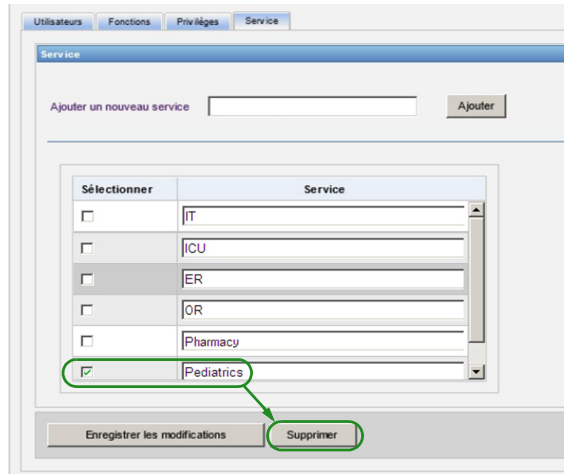 Utilisateurs Fonctions Privilèges Service
Service
Ajouter un nouveau service Ajouter
Sélectionner Service
IT
ICU
ER
OR
Pharmacy
Pediatrics
Enregistrer les modifications Supprimer